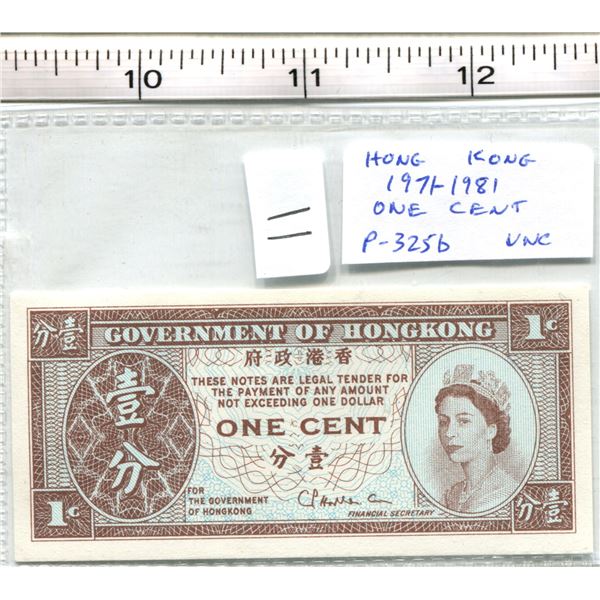 10 11 12
HONG KONG
1971-1981
ONE CENT
P-325b UNC
11
分壹 GOVERNMENT OF HONGKONG 1c
府政港香
THESE NOTES ARE LEGAL TENDER FOR
THE PAYMENT OF ANY AMOUNT
NOT EXCEEDING ONE DOLLAR
壹分
ONE CENT
分壹
FOR
THE GOVERNMENT
OF HONGKONG
FINANCIAL SECRETARY
1c
分壹